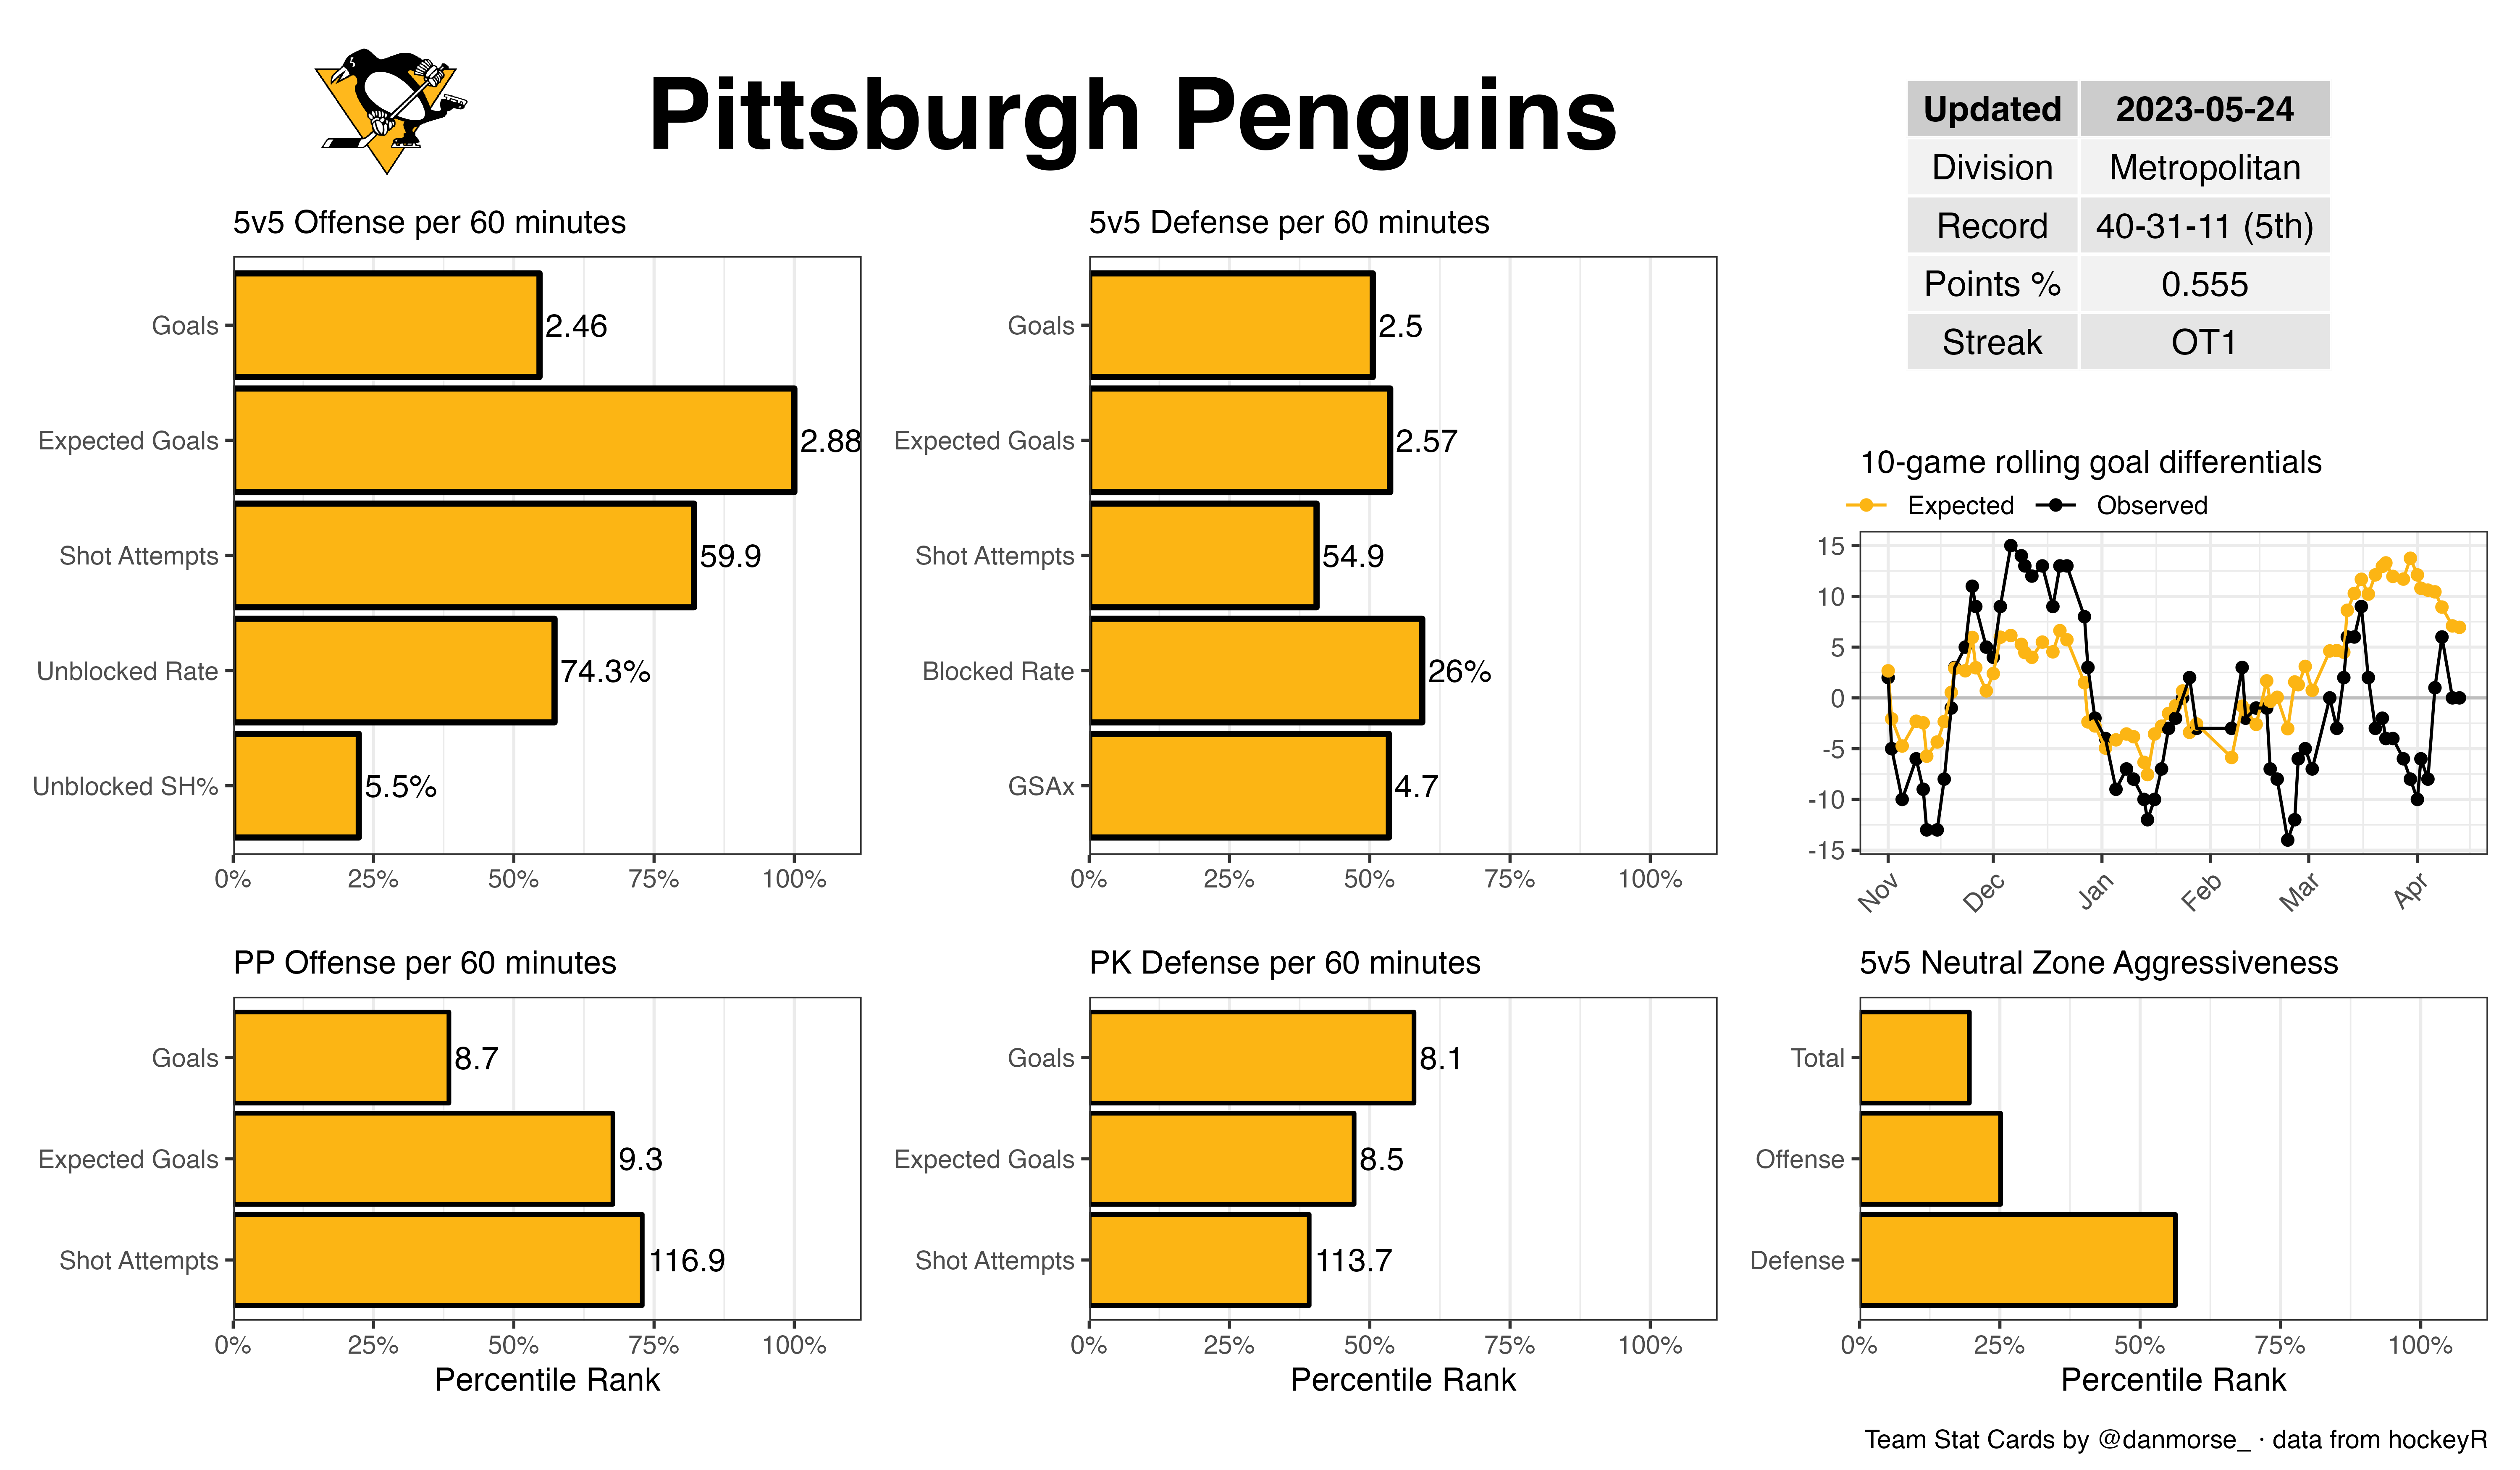 Pittsburgh Penguins
Updated 2023-05-24
Division Metropolitan
Record 40-31-11 (5th)
Points % 0.555
Streak OT1
5v5 Offense per 60 minutes
Goals 2.46
Expected Goals 2.88
Shot Attempts 59.9
Unblocked Rate 74.3%
Unblocked SH% 5.5%
0% 25% 50% 75% 100%
5v5 Defense per 60 minutes
Goals 2.5
Expected Goals 2.57
Shot Attempts 54.9
Blocked Rate 26%
GSAx 4.7
0% 25% 50% 75% 100%
10-game rolling goal differentials
Expected Observed
15
10
5
0
-5
-10
-15
Nov Dec Jan Feb Mar Apr
PP Offense per 60 minutes
Goals 8.7
Expected Goals 9.3
Shot Attempts 116.9
0% 25% 50% 75% 100%
Percentile Rank
PK Defense per 60 minutes
Goals 8.1
Expected Goals 8.5
Shot Attempts 113.7
0% 25% 50% 75% 100%
Percentile Rank
5v5 Neutral Zone Aggressiveness
Total
Offense
Defense
0% 25% 50% 75% 100%
Percentile Rank
Team Stat Cards by @danmorse_ · data from hockeyR